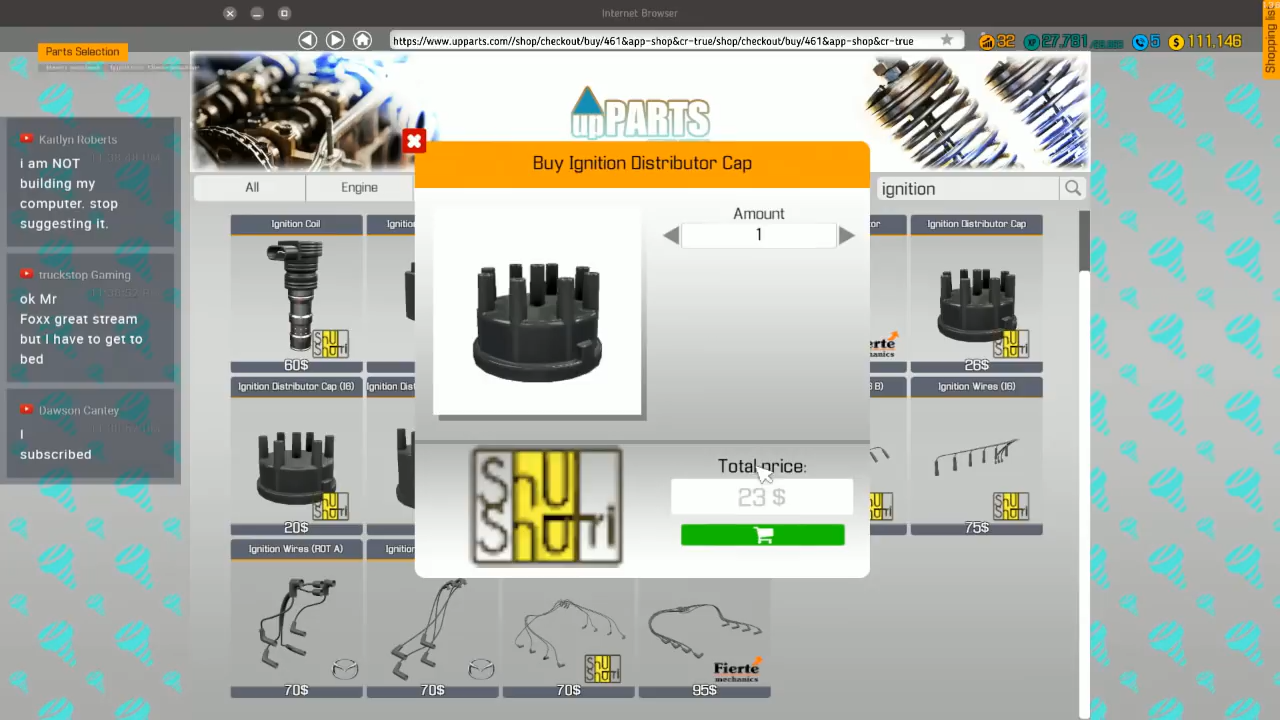 Internet Browser
https://www.upparts.com//shop/checkout/buy/461&app-shop&cr-true/shop/checkout/buy/461&app-shop&cr-true
32
5
$ 111,146
Shopping list
Parts Selection
upPARTS
Buy Ignition Distributor Cap
All
Engine
ignition
Amount
1
Kaitlyn Roberts
i am NOT
building my
computer. stop
suggesting it.
truckstop Gaming
ok Mr
Foxx great stream
but I have to get to
bed
Dawson Cantey
I
subscribed
Ignition Coil
Ignition Distributor Cap
60$
26$
Ignition Distributor Cap (I6)
Ignition Wires (I6)
20$
75$
Shu
Shuri
Total price:
23 $
Ignition Wires (ROT A)
70$
70$
70$
95$
Fierte
mechanics